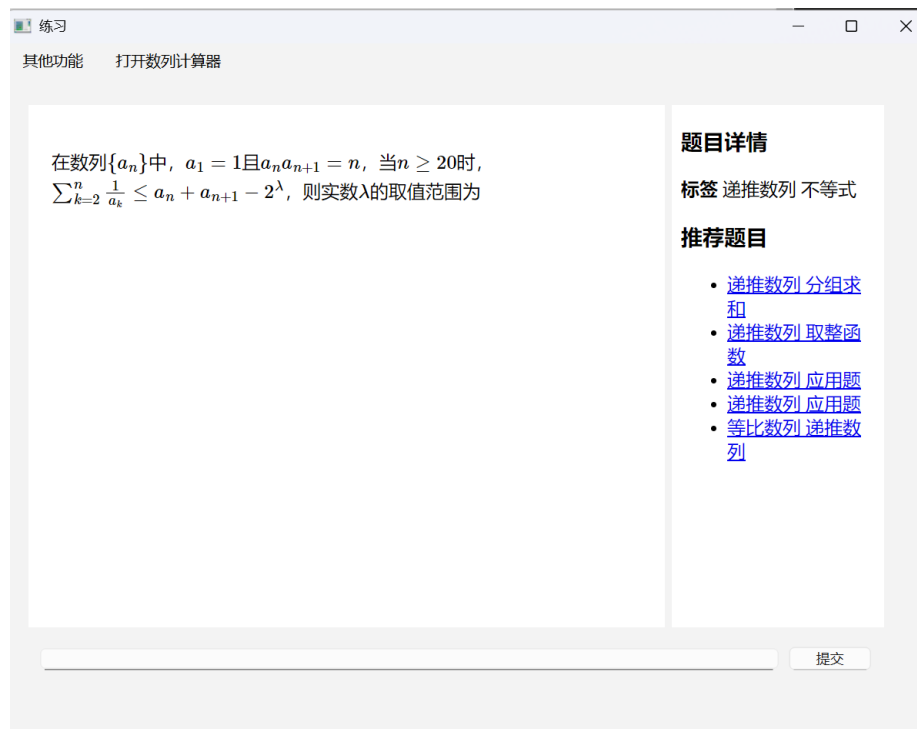 练习
其他功能 打开数列计算器
在数列{aₙ}中，a₁ = 1且aₙaₙ₊₁ = n，当n ≥ 20时，
∑ⁿₖ₌₂ 1/aₖ ≤ aₙ + aₙ₊₁ − 2^λ，则实数λ的取值范围为
题目详情
标签 递推数列 不等式
推荐题目
• 递推数列 分组求
和
• 递推数列 取整函
数
• 递推数列 应用题
• 递推数列 应用题
• 等比数列 递推数
列
提交